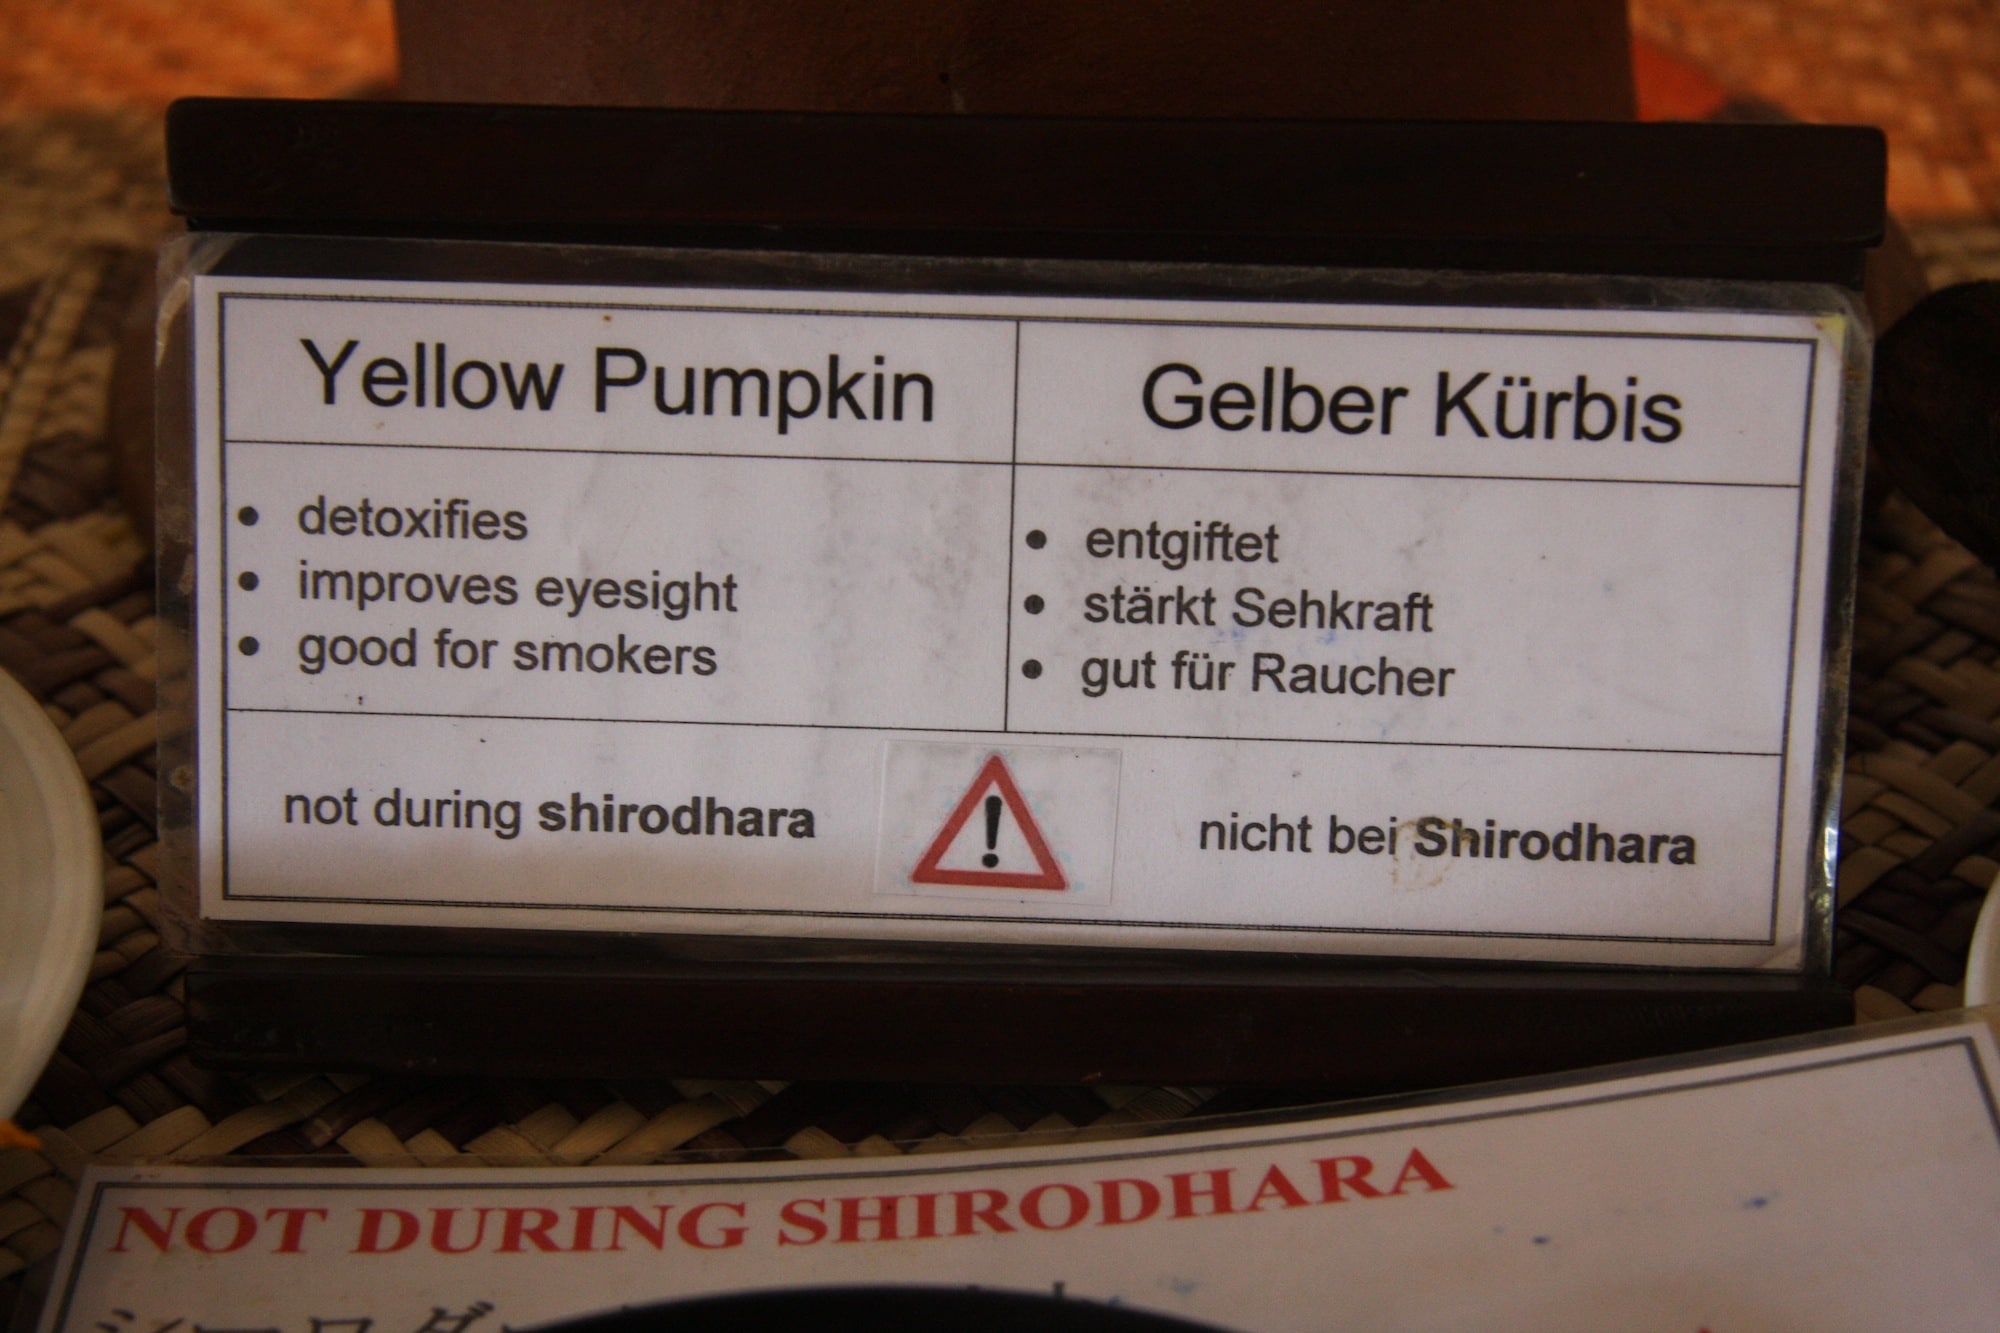 Yellow Pumpkin
Gelber Kürbis
• detoxifies
• improves eyesight
• good for smokers
• entgiftet
• stärkt Sehkraft
• gut für Raucher
not during shirodhara
!
nicht bei Shirodhara
NOT DURING SHIRODHARA